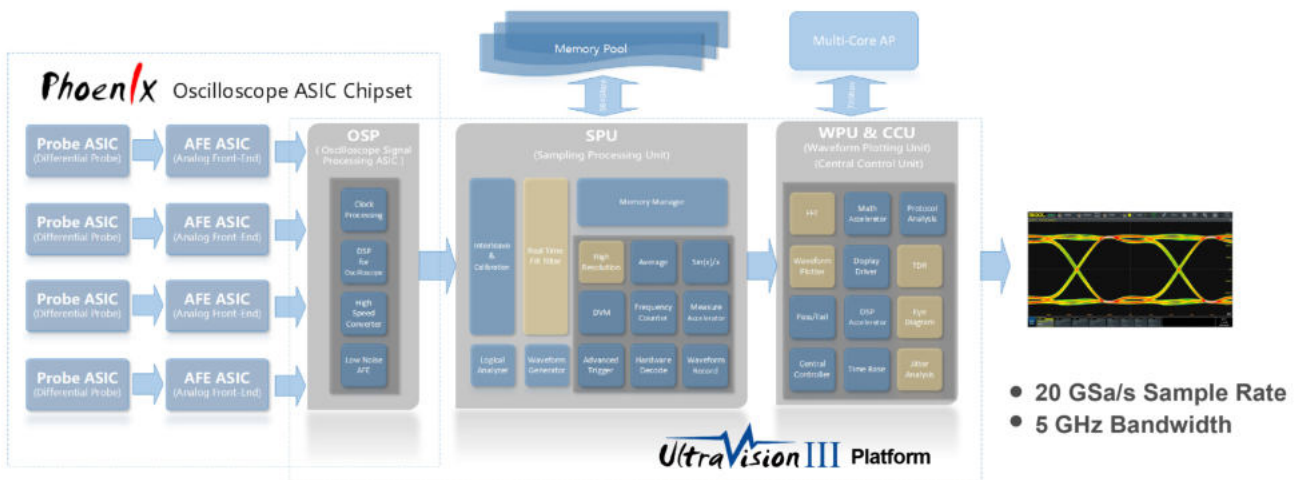 Memory Pool
Multi-Core AP
Phoenix Oscilloscope ASIC Chipset
Probe ASIC
(Differential Probe)
AFE ASIC
(Analog Front-End)
Probe ASIC
(Differential Probe)
AFE ASIC
(Analog Front-End)
Probe ASIC
(Differential Probe)
AFE ASIC
(Analog Front-End)
Probe ASIC
(Differential Probe)
AFE ASIC
(Analog Front-End)
OSP
( Oscilloscope Signal
Processing ASIC )
Clock
Processing
DSP
for
Oscilloscope
High
Speed
Converter
Low Noise
AFE
SPU
(Sampling Processing Unit)
Interleave
&
Calibration
Real Time
FIR Filter
Memory Manager
High
Resolution
Average
Sin(x)/x
DVM
Frequency
Counter
Measure
Accelerator
Logical
Analyzer
Waveform
Generator
Advanced
Trigger
Hardware
Decode
Waveform
Record
WPU & CCU
(Waveform Plotting Unit)
(Central Control Unit)
FFT
Math
Accelerator
Protocol
Analysis
Waveform
Plotter
Display
Driver
TDR
Pass/Fail
DSP
Accelerator
Eye
Diagram
Central
Controller
Time Base
Jitter
Analysis
RIGOL
• 20 GSa/s Sample Rate
• 5 GHz Bandwidth
UltraVision III Platform